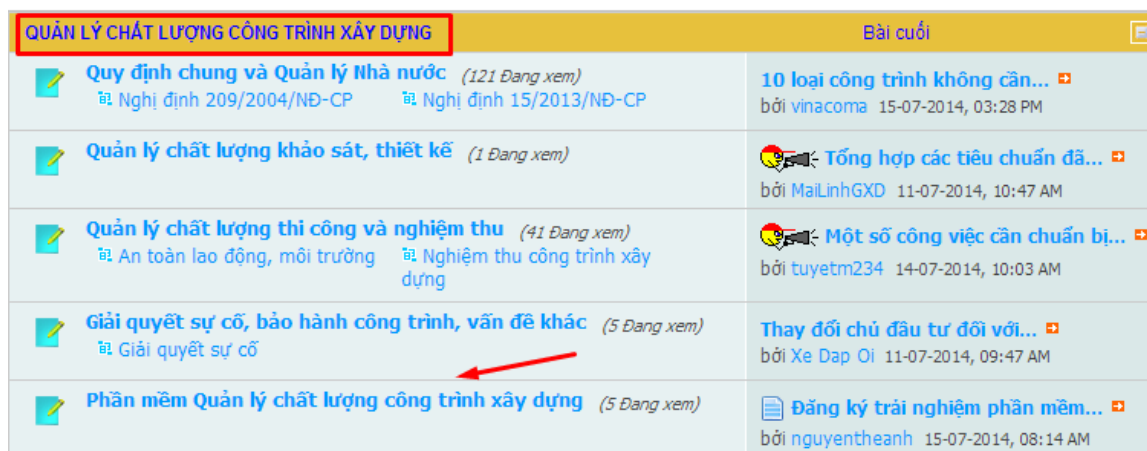 QUẢN LÝ CHẤT LƯỢNG CÔNG TRÌNH XÂY DỰNG Bài cuối
Quy định chung và Quản lý Nhà nước (121 Đang xem)
Nghị định 209/2004/NĐ-CP Nghị định 15/2013/NĐ-CP
10 loại công trình không cần...
bởi vinacoma 15-07-2014, 03:28 PM
Quản lý chất lượng khảo sát, thiết kế (1 Đang xem)
Tổng hợp các tiêu chuẩn đã...
bởi MaiLinhGXD 11-07-2014, 10:47 AM
Quản lý chất lượng thi công và nghiệm thu (41 Đang xem)
An toàn lao động, môi trường Nghiệm thu công trình xây
dựng
Một số công việc cần chuẩn bị...
bởi tuyetm234 14-07-2014, 10:03 AM
Giải quyết sự cố, bảo hành công trình, vấn đề khác (5 Đang xem)
Giải quyết sự cố
Thay đổi chủ đầu tư đối với...
bởi Xe Dap Oi 11-07-2014, 09:47 AM
Phần mềm Quản lý chất lượng công trình xây dựng (5 Đang xem)
Đăng ký trải nghiệm phần mềm...
bởi nguyentheanh 15-07-2014, 08:14 AM